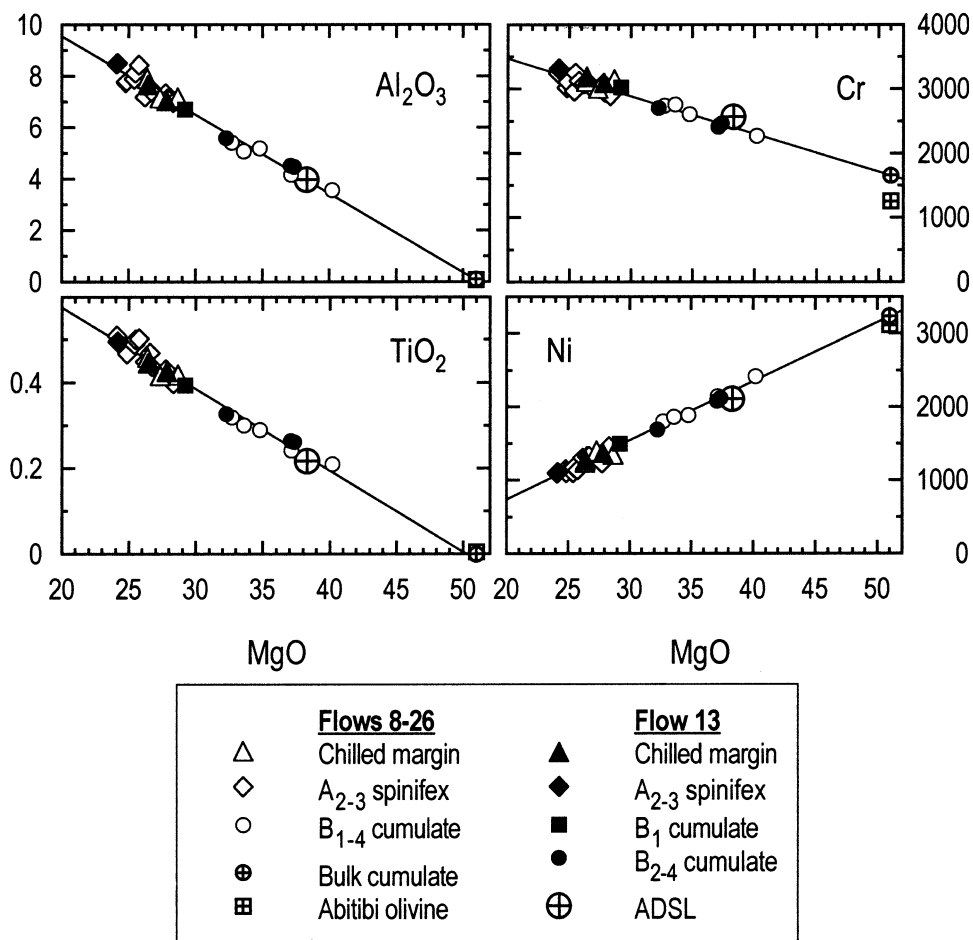 10
8
6
4
2
0
Al₂O₃
Cr
4000
3000
2000
1000
0.4
0.2
0
TiO₂
Ni
3000
2000
1000
0
20 25 30 35 40 45 50
20 25 30 35 40 45 50
MgO
MgO
Flows 8-26
Chilled margin
A₂₋₃ spinifex
B₁₋₄ cumulate
Bulk cumulate
Abitibi olivine
Flow 13
Chilled margin
A₂₋₃ spinifex
B₁ cumulate
B₂₋₄ cumulate
ADSL